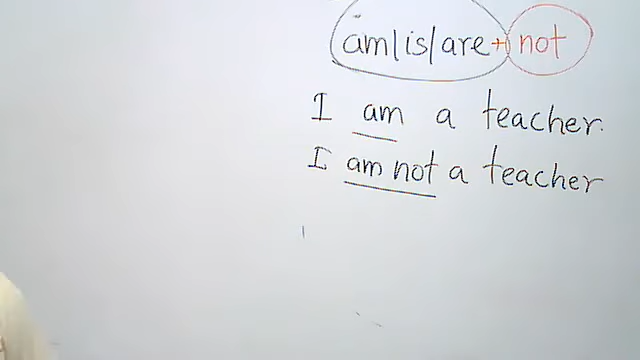 am/is/are + not
I am a teacher.
I am not a teacher